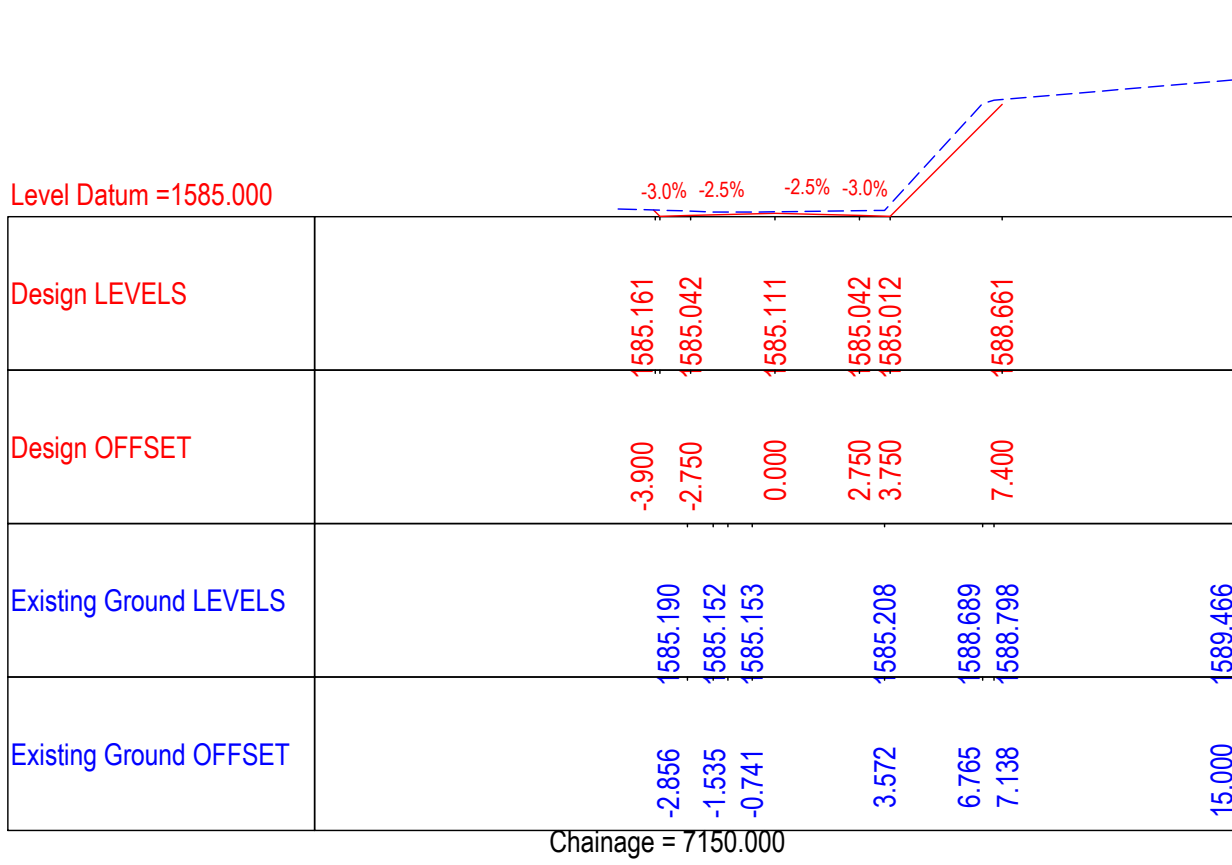 -3.0% -2.5% -2.5% -3.0%
Level Datum =1585.000
Design LEVELS 1585.161 1585.042 1585.111 1585.042 1585.012 1588.661
Design OFFSET -3.900 -2.750 0.000 2.750 3.750 7.400
Existing Ground LEVELS 1585.190 1585.152 1585.153 1585.208 1588.689 1588.798 1589.466
Existing Ground OFFSET -2.856 -1.535 -0.741 3.572 6.765 7.138 15.000
Chainage = 7150.000